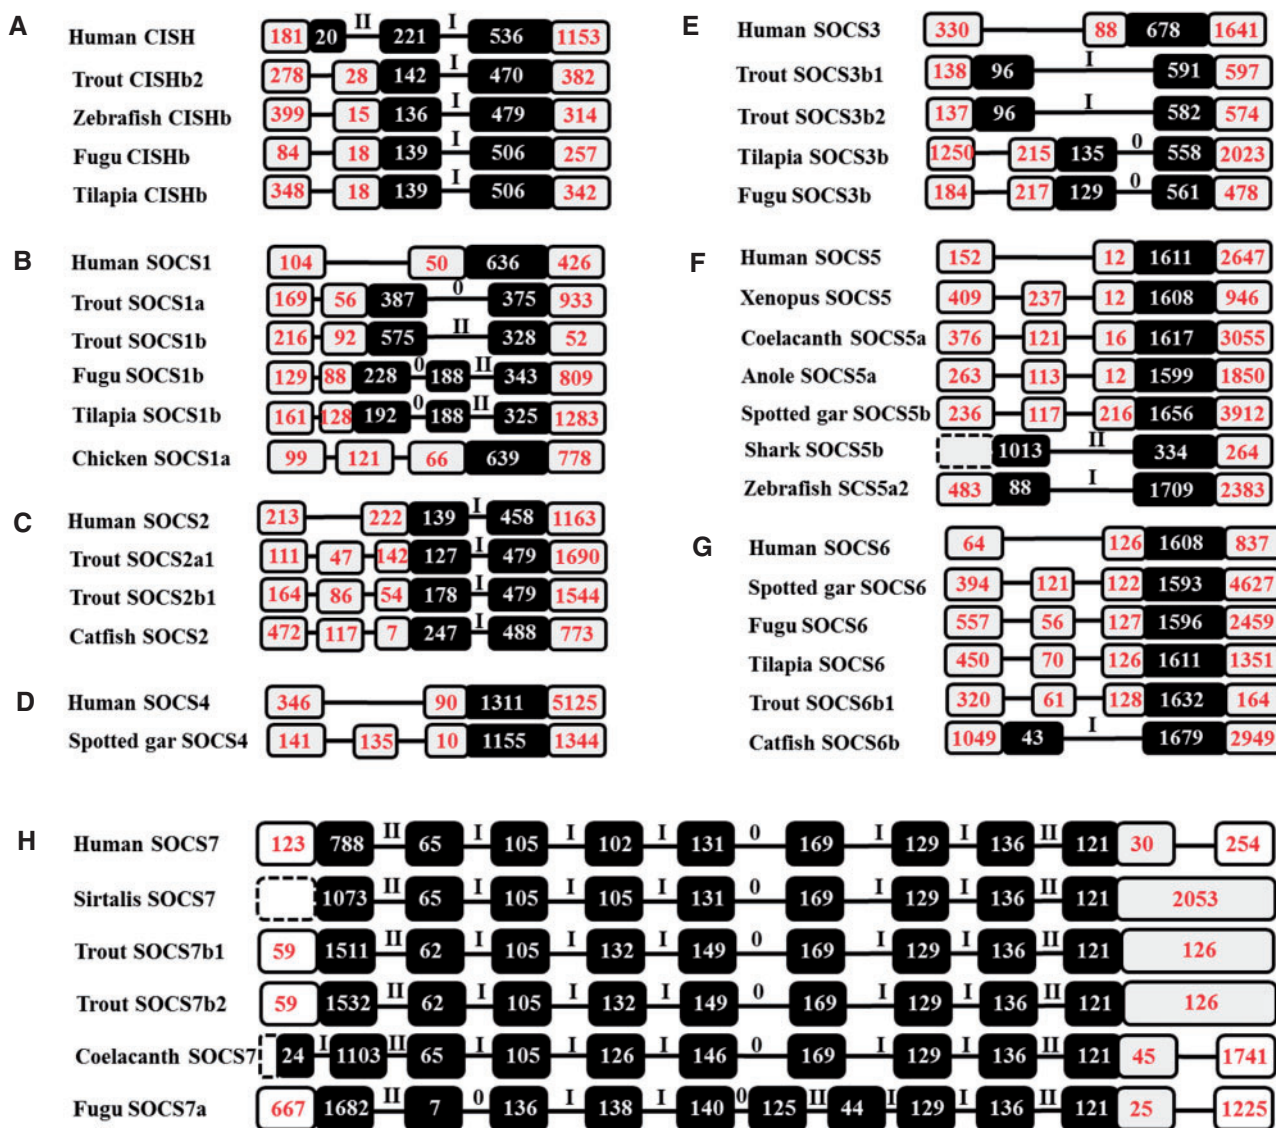 A
II I
Human CISH 181 20 221 536 1153
I
Trout CISHb2 278 28 142 470 382
I
Zebrafish CISHb 399 15 136 479 314
I
Fugu CISHb 84 18 139 506 257
I
Tilapia CISHb 348 18 139 506 342
B
Human SOCS1 104 50 636 426
0
Trout SOCS1a 169 56 387 375 933
II
Trout SOCS1b 216 92 575 328 52
0 II
Fugu SOCS1b 129 88 228 188 343 809
0 II
Tilapia SOCS1b 161 128 192 188 325 1283
Chicken SOCS1a 99 121 66 639 778
C
I
Human SOCS2 213 222 139 458 1163
I
Trout SOCS2a1 111 47 142 127 479 1690
I
Trout SOCS2b1 164 86 54 178 479 1544
I
Catfish SOCS2 472 117 7 247 488 773
D
Human SOCS4 346 90 1311 5125
Spotted gar SOCS4 141 135 10 1155 1344
E
Human SOCS3 330 88 678 1641
I
Trout SOCS3b1 138 96 591 597
I
Trout SOCS3b2 137 96 582 574
0
Tilapia SOCS3b 1250 215 135 558 2023
0
Fugu SOCS3b 184 217 129 561 478
F
Human SOCS5 152 12 1611 2647
Xenopus SOCS5 409 237 12 1608 946
Coelacanth SOCS5a 376 121 16 1617 3055
Anole SOCS5a 263 113 12 1599 1850
Spotted gar SOCS5b 236 117 216 1656 3912
II
Shark SOCS5b 1013 334 264
I
Zebrafish SCS5a2 483 88 1709 2383
G
Human SOCS6 64 126 1608 837
Spotted gar SOCS6 394 121 122 1593 4627
Fugu SOCS6 557 56 127 1596 2459
Tilapia SOCS6 450 70 126 1611 1351
Trout SOCS6b1 320 61 128 1632 164
I
Catfish SOCS6b 1049 43 1679 2949
H
II I I I 0 I I II
Human SOCS7 123 788 65 105 102 131 169 129 136 121 30 254
II I I I 0 I I II
Sirtalis SOCS7 1073 65 105 105 131 169 129 136 121 2053
II I I I 0 I I II
Trout SOCS7b1 59 1511 62 105 132 149 169 129 136 121 126
II I I I 0 I I II
Trout SOCS7b2 59 1532 62 105 132 149 169 129 136 121 126
I II I I I 0 I I II
Coelacanth SOCS7 24 1103 65 105 126 146 169 129 136 121 45 1741
II 0 I I 0 II I I II
Fugu SOCS7a 667 1682 7 136 138 140 125 44 129 136 121 25 1225